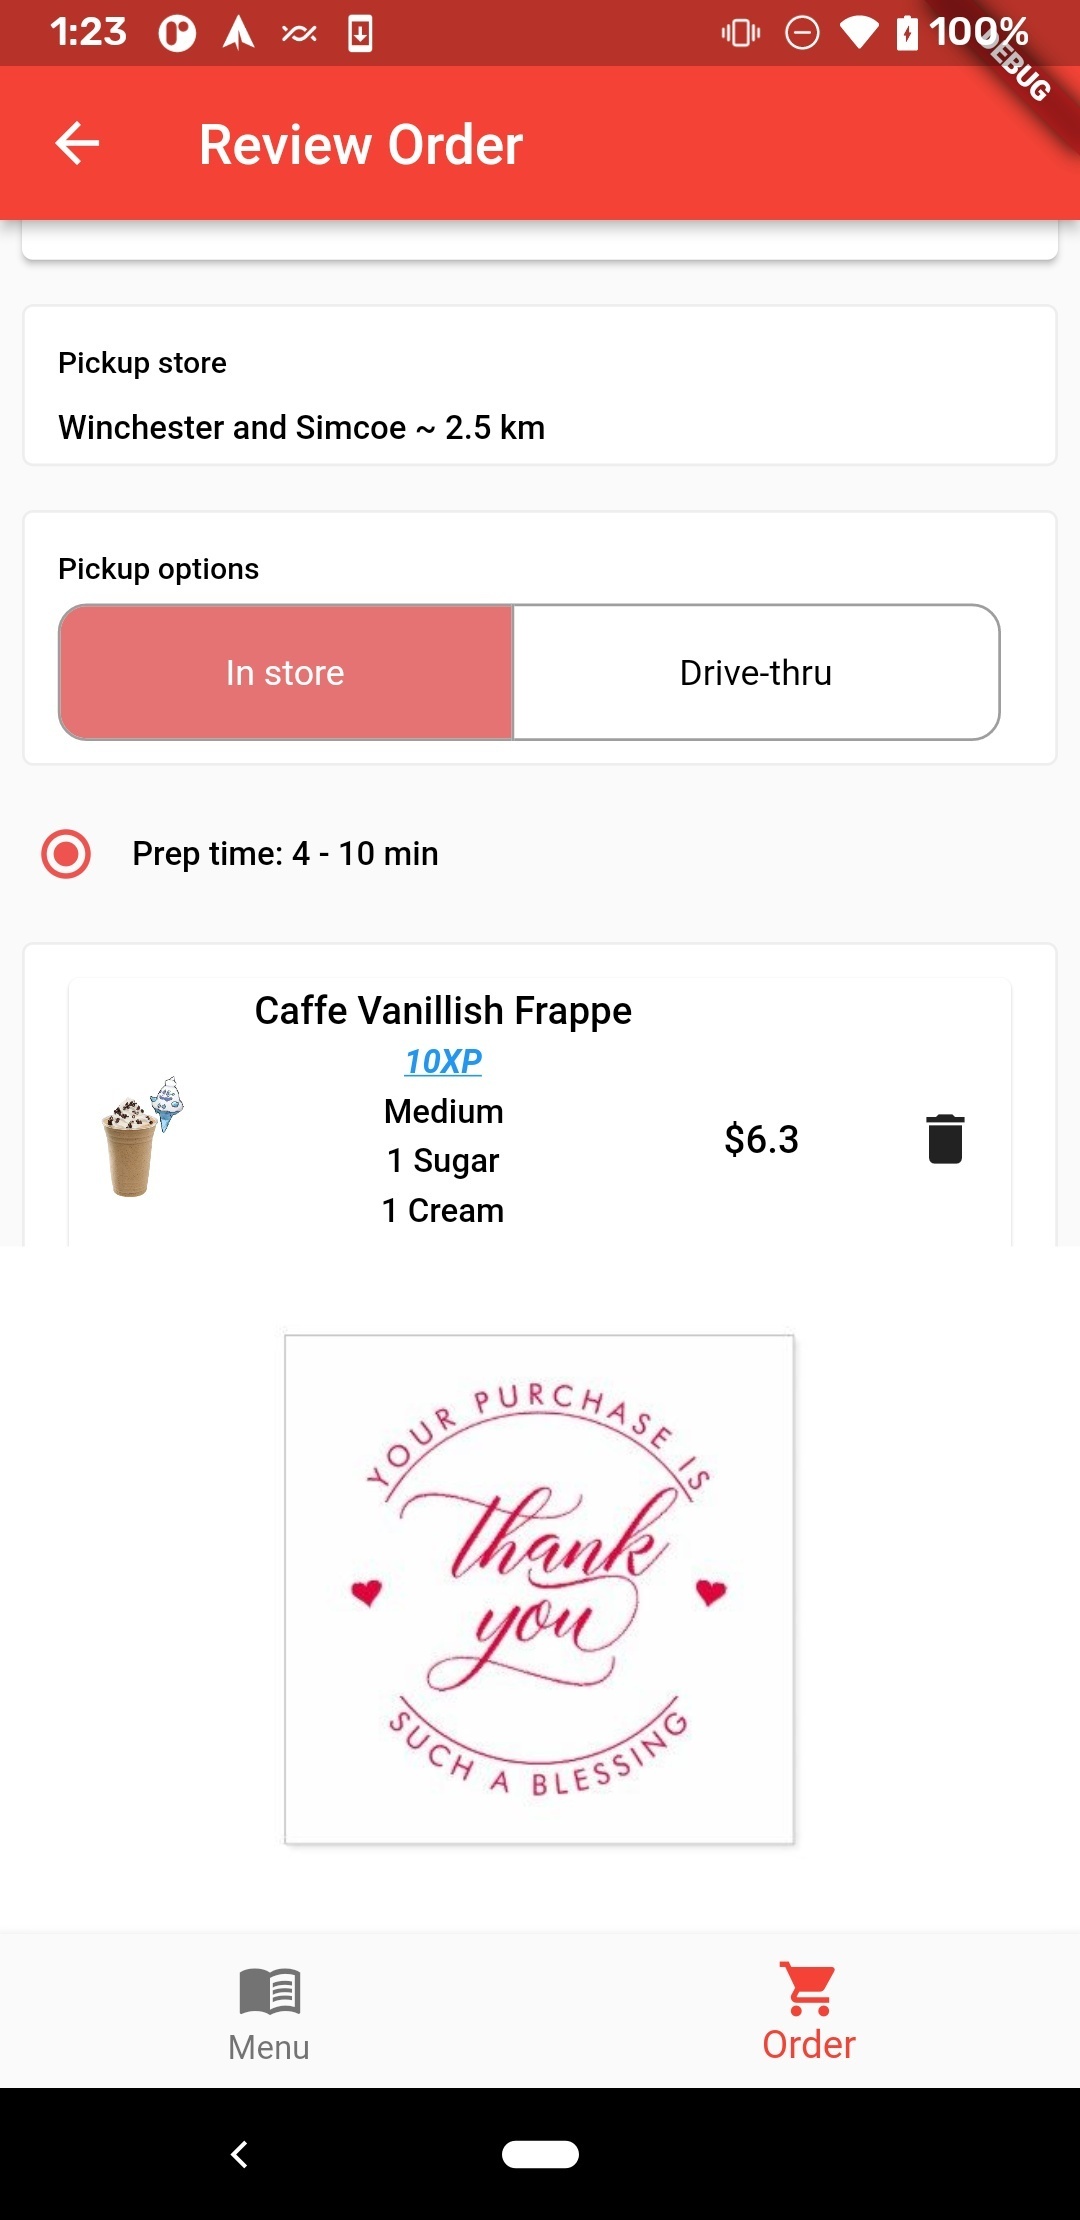 1:23
100%
DEBUG
Review Order
Pickup store
Winchester and Simcoe ~ 2.5 km
Pickup options
In store
Drive-thru
Prep time: 4 - 10 min
Caffe Vanillish Frappe
10XP
Medium
1 Sugar
1 Cream
$6.3
YOUR PURCHASE IS
thank
you
SUCH A BLESSING
Menu
Order